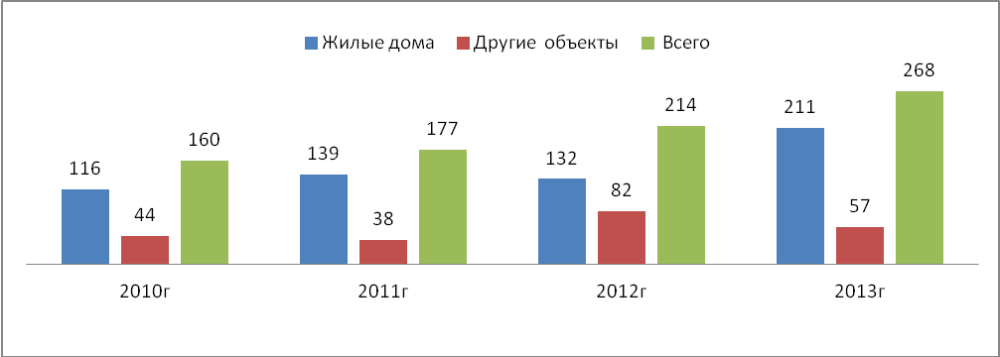 Жилые дома Другие объекты Всего
116 44 160 139 38 177 132 82 214 211 57 268
2010г 2011г 2012г 2013г